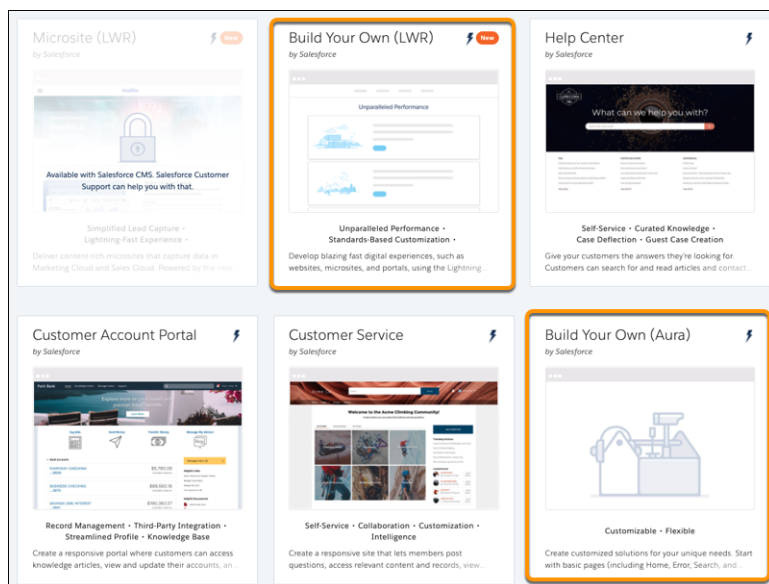 Microsite (LWR)
New
by Salesforce
Available with Salesforce CMS. Salesforce Customer
Support can help you with that.
Simplified Lead Capture •
Lightning-Fast Experience •
Deliver content-rich microsites that capture data in
Marketing Cloud and Sales Cloud. Powered by the new
Build Your Own (LWR)
New
by Salesforce
Unparalleled Performance
Unparalleled Performance •
Standards-Based Customization •
Develop blazing fast digital experiences, such as
websites, microsites, and portals, using the Lightning...
Help Center
by Salesforce
What can we help you with?
Self-Service • Curated Knowledge •
Case Deflection • Guest Case Creation
Give your customers the answers they're looking for.
Customers can search for and read articles and contact...
Customer Account Portal
by Salesforce
Record Management • Third-Party Integration •
Streamlined Profile • Knowledge Base
Create a responsive portal where customers can access
knowledge articles, view and update their accounts, an...
Customer Service
by Salesforce
Welcome to the Acme Climbing Community!
Self-Service • Collaboration • Customization •
Intelligence
Create a responsive site that lets members post
questions, access relevant content and records, view...
Build Your Own (Aura)
by Salesforce
Customizable • Flexible
Create customized solutions for your unique needs. Start
with basic pages (including Home, Error, Search, and...